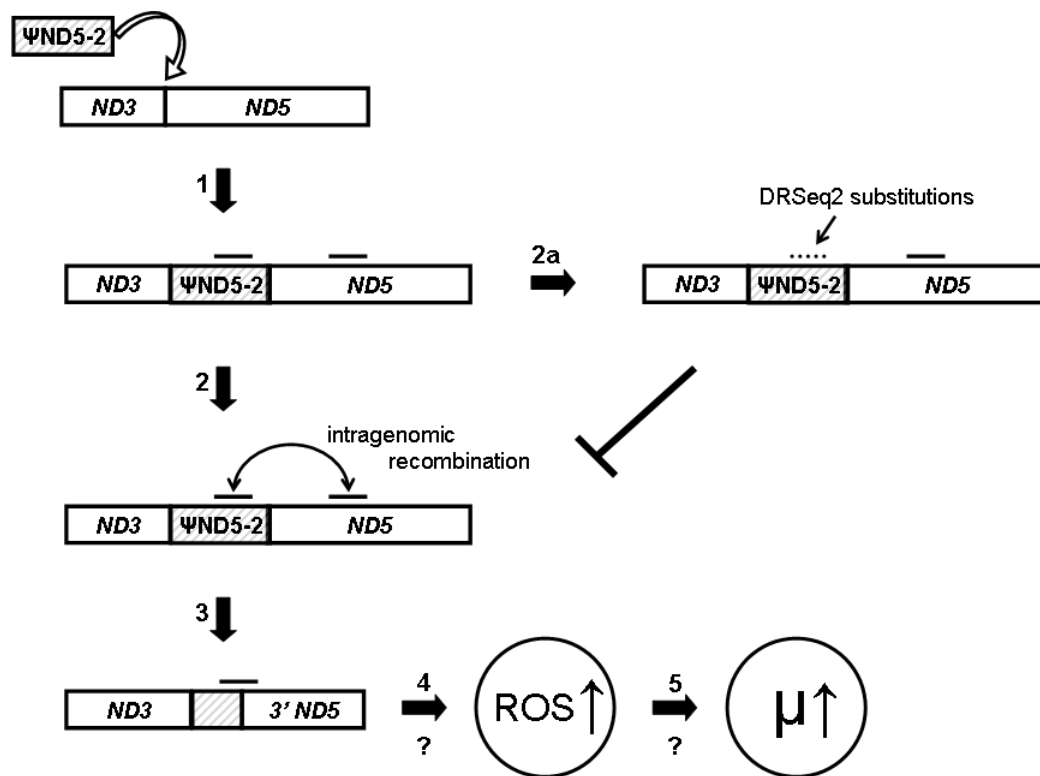 ΨND5-2
ND3 ND5
1
DRSeq2 substitutions
ND3 ΨND5-2 ND5
2a
ND3 ΨND5-2 ND5
2
intragenomic
recombination
ND3 ΨND5-2 ND5
3
ND3 3′ ND5
4
?
ROS↑
5
?
μ↑